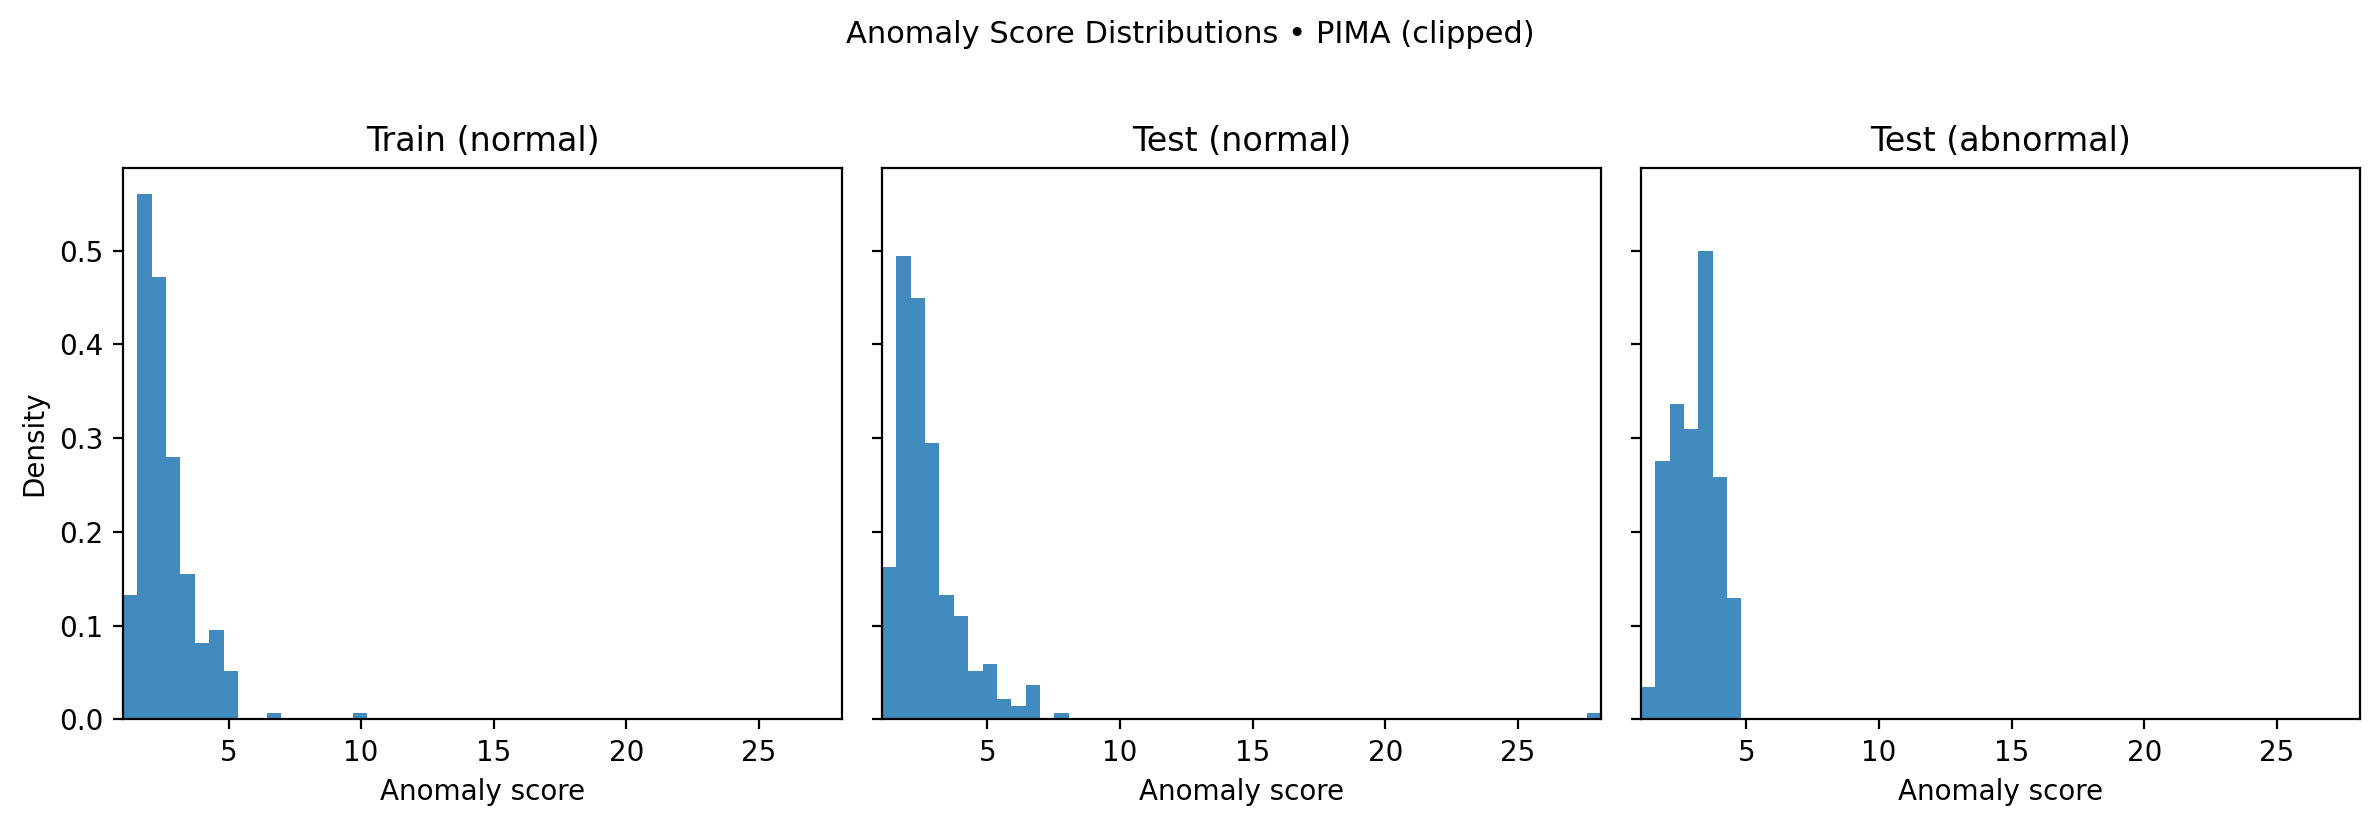 Anomaly Score Distributions • PIMA (clipped)
Train (normal)
Test (normal)
Test (abnormal)
Density
0.5
0.4
0.3
0.2
0.1
0.0
5 10 15 20 25
5 10 15 20 25
5 10 15 20 25
Anomaly score
Anomaly score
Anomaly score